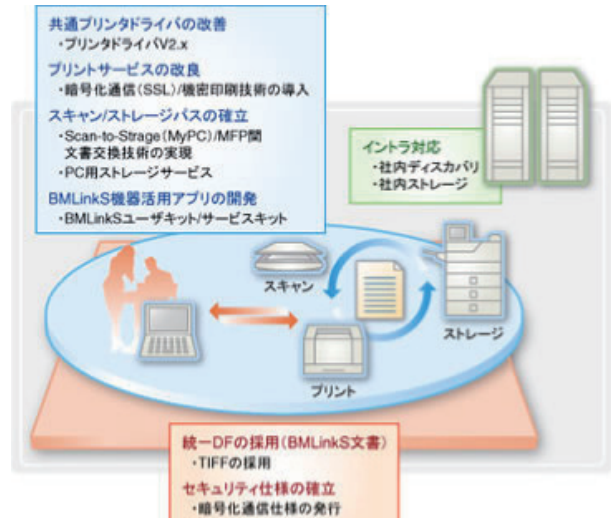 共通プリンタドライバの改善
・プリンタドライバV2.x
プリントサービスの改良
・暗号化通信(SSL)/機密印刷技術の導入
スキャン/ストレージパスの確立
・Scan-to-Strage(MyPC)/MFP間
文書交換技術の実現
・PC用ストレージサービス
BMLinkS機器活用アプリの開発
・BMLinkSユーザキット/サービスキット
イントラ対応
・社内ディスカバリ
・社内ストレージ
スキャン
ストレージ
プリント
統一DFの採用(BMLinkS文書)
・TIFFの採用
セキュリティ仕様の確立
・暗号化通信仕様の発行